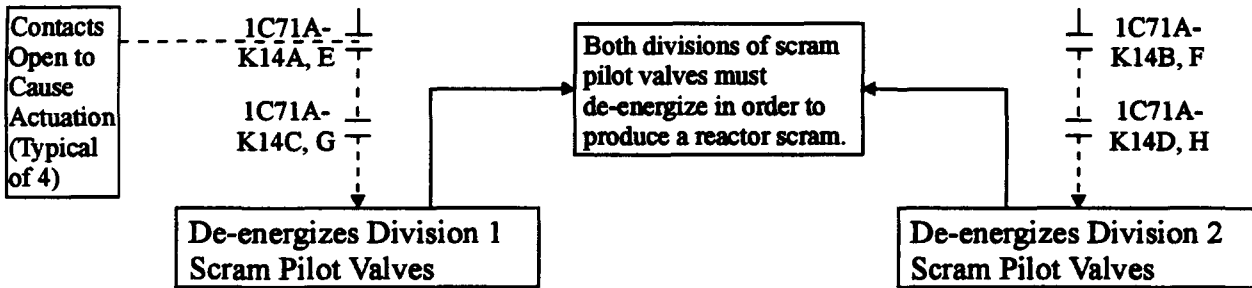 Contacts
Open to
Cause
Actuation
(Typical
of 4)
1C71A-
K14A, E
1C71A-
K14C, G
Both divisions of scram
pilot valves must
de-energize in order to
produce a reactor scram.
1C71A-
K14B, F
1C71A-
K14D, H
De-energizes Division 1
Scram Pilot Valves
De-energizes Division 2
Scram Pilot Valves